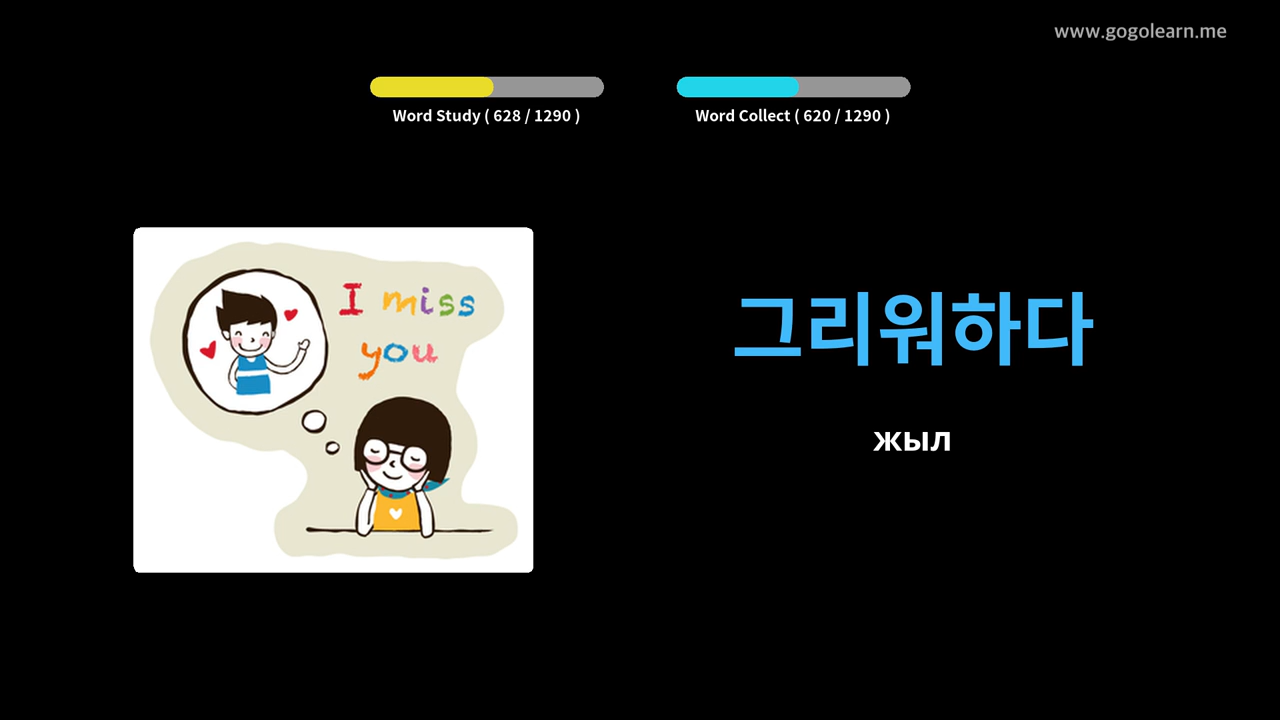 www.gogolearn.me
Word Study ( 628 / 1290 )
Word Collect ( 620 / 1290 )
I miss
you
그리워하다
жыл